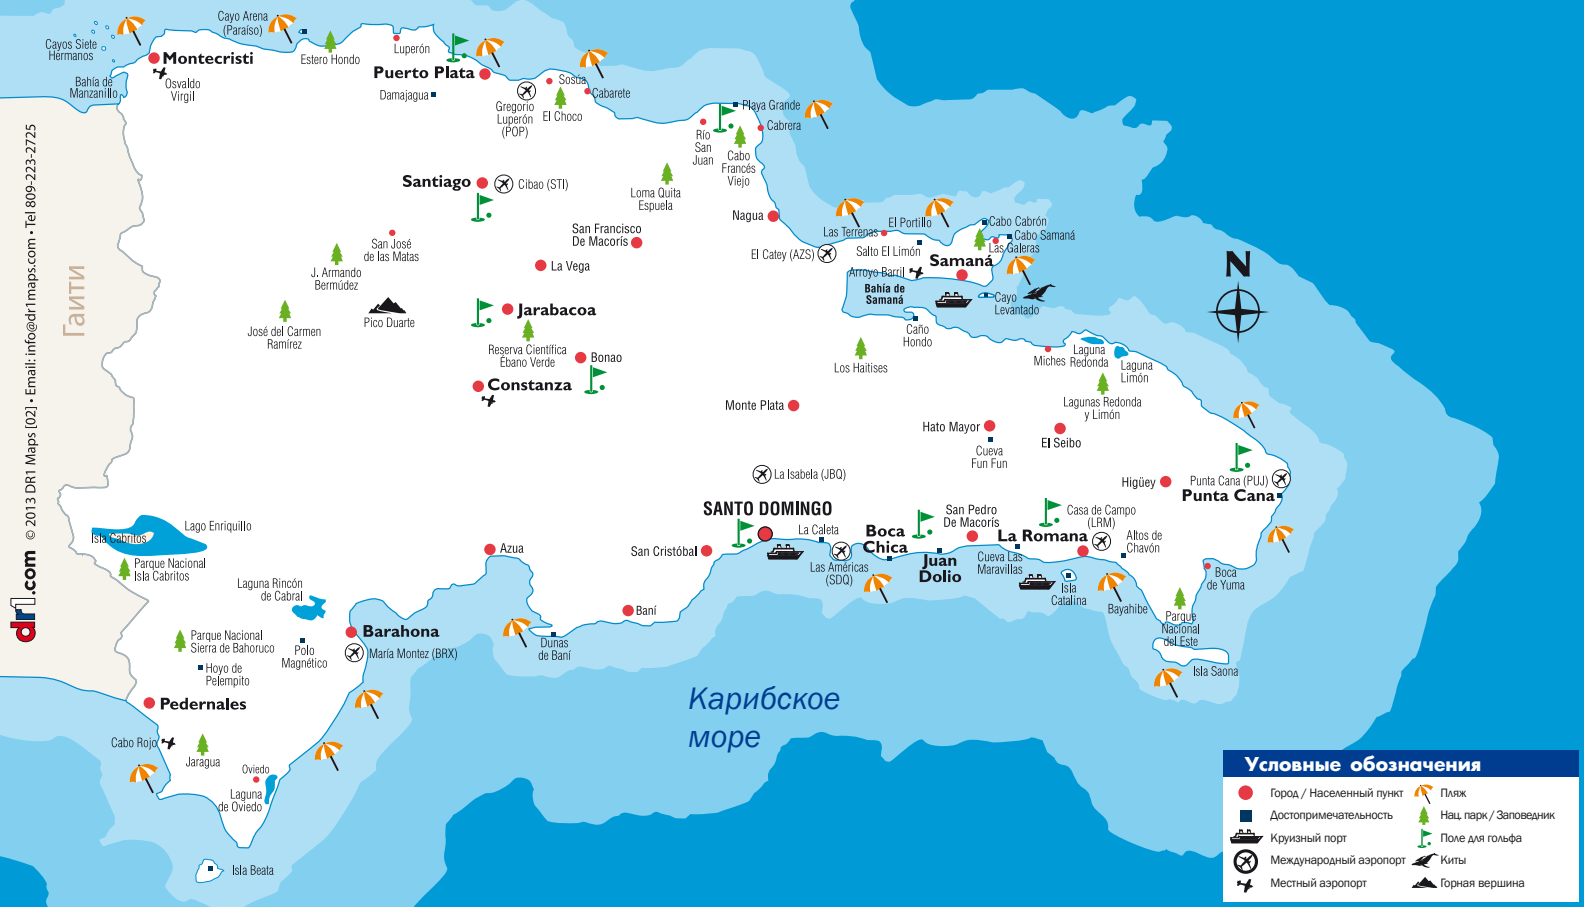 Cayo Arena
(Paraíso)
Cayos Siete
Hermanos
Montecristi
Bahía de
Manzanillo
Osvaldo
Virgil
Estero Hondo
Luperón
Puerto Plata
Damajagua
Gregorio
Luperón
(POP)
Sosúa
Cabarete
El Choco
Playa Grande
Río
San
Juan
Cabrera
Cabo
Francés
Viejo
Santiago
Cibao (STI)
Loma Quita
Espuela
San Francisco
De Macorís
Nagua
San José
de las Matas
J. Armando
Bermúdez
La Vega
El Catey (AZS)
Las Terrenas
El Portillo
Salto El Limón
Cabo Cabrón
Cabo Samaná
Las Galeras
Samaná
Arroyo Barril
Bahía de
Samaná
Cayo
Levantado
Caño
Hondo
N
José del Carmen
Ramírez
Pico Duarte
Jarabacoa
Reserva Científica
Ébano Verde
Bonao
Constanza
Los Haitises
Miches
Laguna
Redonda
Laguna
Limón
Lagunas Redonda
y Limón
Monte Plata
Hato Mayor
Cueva
Fun Fun
El Seibo
La Isabela (JBQ)
Higüey
Punta Cana (PUJ)
Punta Cana
SANTO DOMINGO
San Cristóbal
La Caleta
Las Américas
(SDQ)
Boca
Chica
San Pedro
De Macorís
Juan
Dolio
Cueva Las
Maravillas
La Romana
Casa de Campo
(LRM)
Altos de
Chavón
Isla
Catalina
Bayahibe
Boca
de Yuma
Parque
Nacional
del Este
Isla Saona
Lago Enriquillo
Isla Cabritos
Parque Nacional
Isla Cabritos
Laguna Rincón
de Cabral
Azua
Baní
Dunas
de Baní
Barahona
María Montez (BRX)
Parque Nacional
Sierra de Bahoruco
Polo
Magnético
Hoyo de
Pelempito
Pedernales
Cabo Rojo
Jaragua
Oviedo
Laguna
de Oviedo
Isla Beata
Гаити
Карибское
море
dr1.com © 2013 DR1 Maps [02] • Email: info@dr1maps.com • Tel 809-223-2725
Условные обозначения
Город / Населенный пункт
Пляж
Достопримечательность
Нац. парк / Заповедник
Круизный порт
Поле для гольфа
Международный аэропорт
Киты
Местный аэропорт
Горная вершина